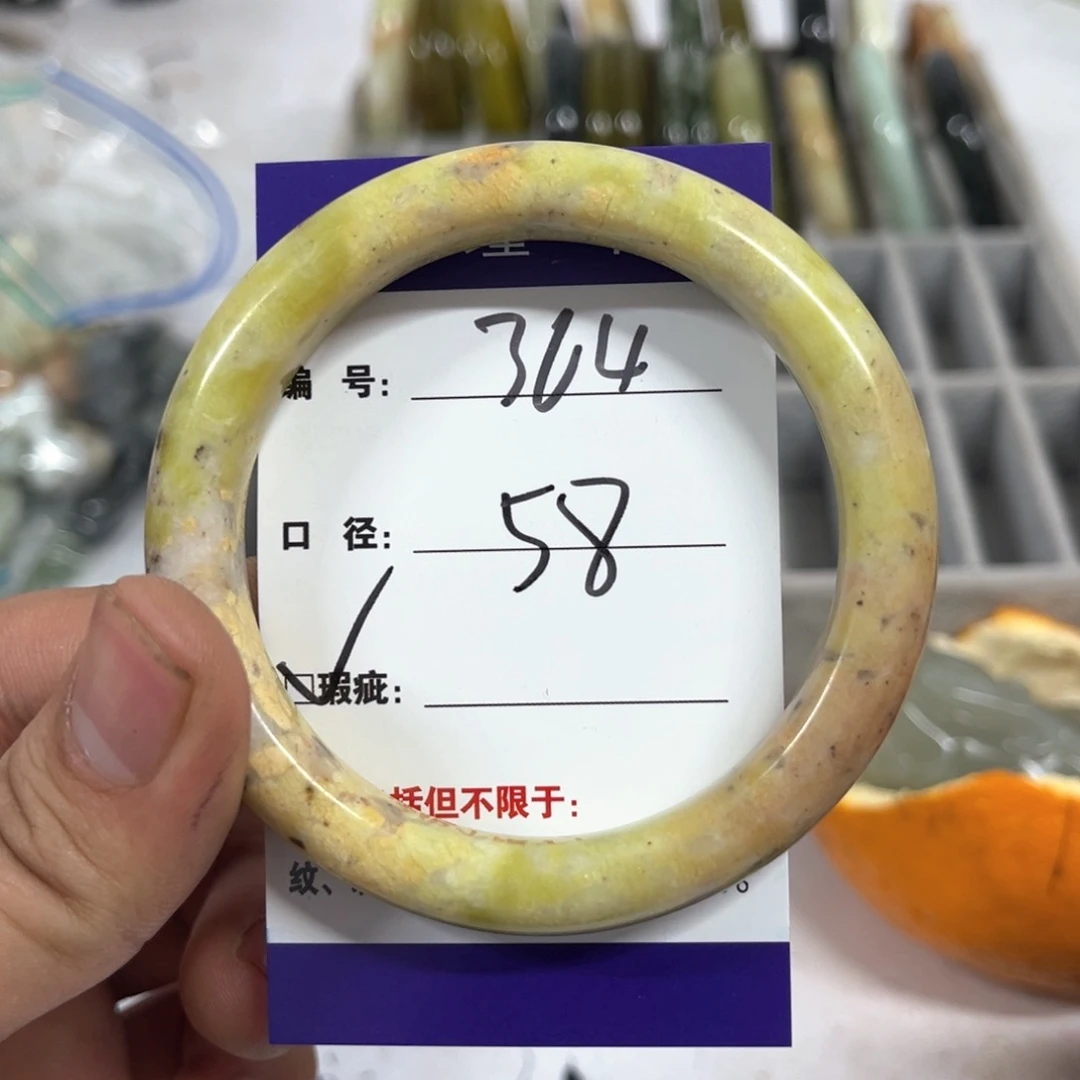 编 号: 364
口 径: 58
☑瑕疵:
括但不限于:
纹、